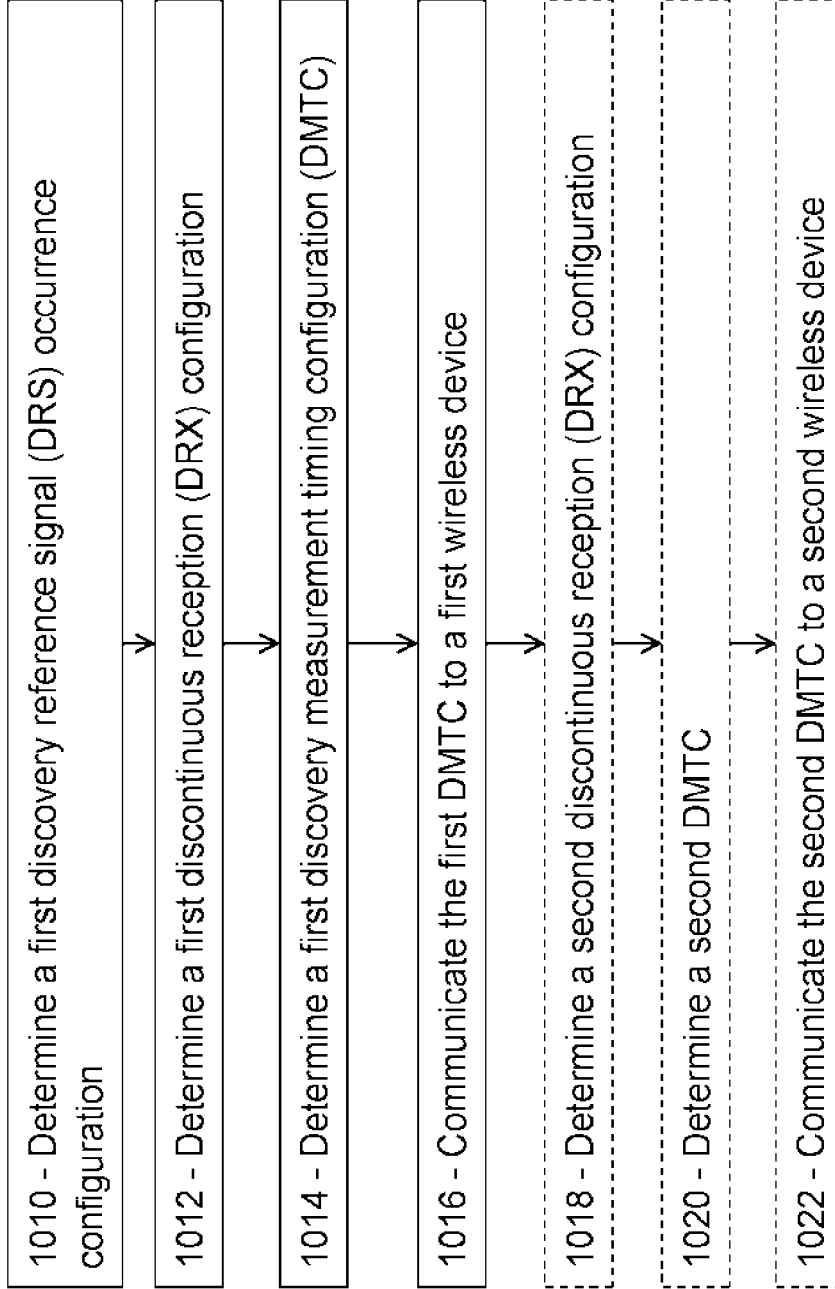 1010 - Determine a first discovery reference signal (DRS) occurrence
configuration
1012 - Determine a first discontinuous reception (DRX) configuration
1014 - Determine a first discovery measurement timing configuration (DMTC)
1016 - Communicate the first DMTC to a first wireless device
1018 - Determine a second discontinuous reception (DRX) configuration
1020 - Determine a second DMTC
1022 - Communicate the second DMTC to a second wireless device